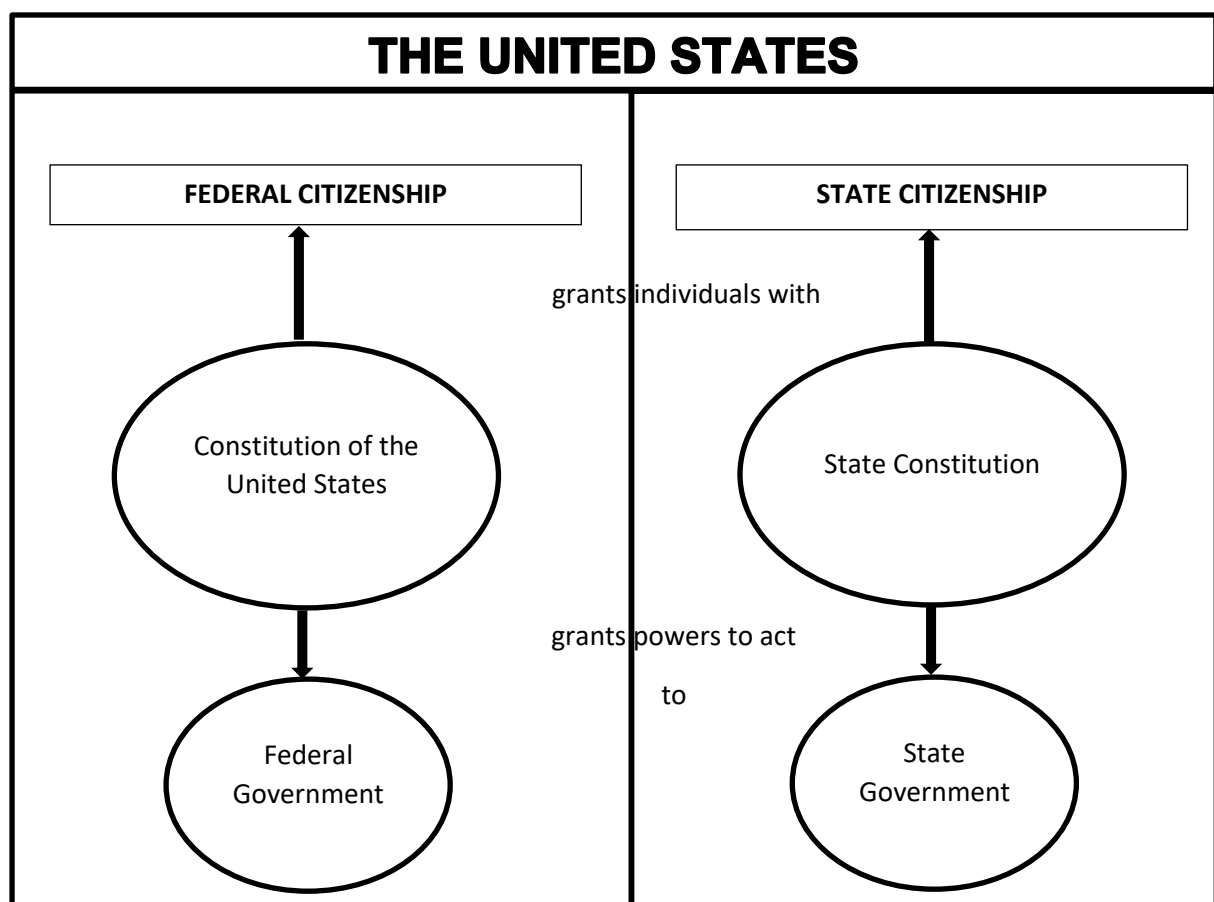 THE UNITED STATES
FEDERAL CITIZENSHIP
STATE CITIZENSHIP
grants individuals with
Constitution of the
United States
State Constitution
grants powers to act
to
Federal
Government
State
Government